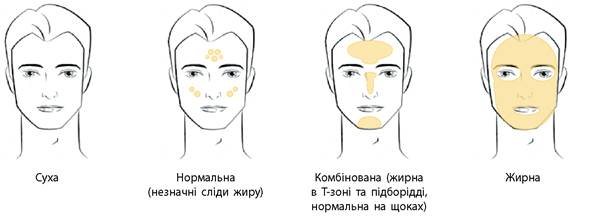 Суха
Нормальна
(незначні сліди жиру)
Комбінована (жирна
в Т-зоні та підборідді,
нормальна на щоках)
Жирна